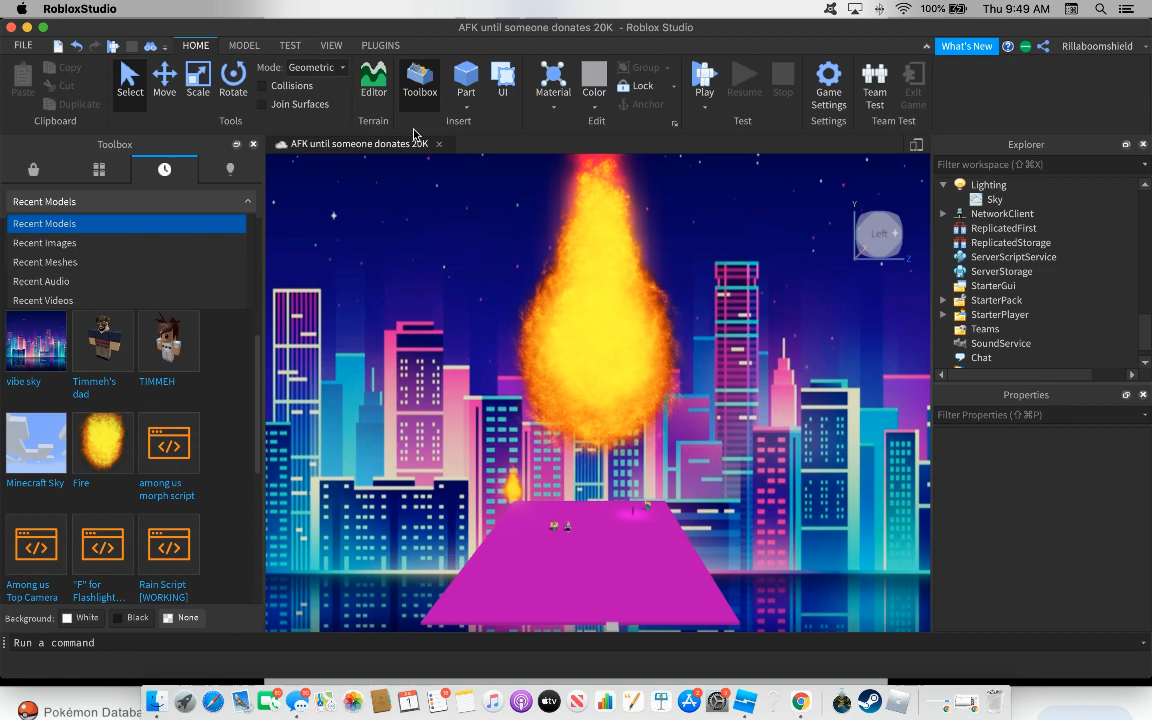 RobloxStudio
100%
Thu 9:49 AM
AFK until someone donates 20K - Roblox Studio
FILE
HOME
MODEL
TEST
VIEW
PLUGINS
What's New
Rillaboomshield
Paste
Copy
Cut
Duplicate
Clipboard
Select
Move
Scale
Rotate
Mode: Geometric
Collisions
Join Surfaces
Tools
Editor
Terrain
Toolbox
Part
UI
Insert
Material
Color
Group
Lock
Anchor
Edit
Play
Resume
Stop
Test
Game
Settings
Settings
Team
Test
Exit
Game
Team Test
Toolbox
AFK until someone donates 20K
Recent Models
Recent Models
Recent Images
Recent Meshes
Recent Audio
Recent Videos
vibe sky
Timmeh's
dad
TIMMEH
Minecraft Sky
Fire
among us
morph script
Among us
Top Camera
"F" for
Flashlight...
Rain Script
[WORKING]
Background:
White
Black
None
Run a command
Y
Left
Z
Explorer
Filter workspace (⇧⌘X)
Lighting
Sky
NetworkClient
ReplicatedFirst
ReplicatedStorage
ServerScriptService
ServerStorage
StarterGui
StarterPack
StarterPlayer
Teams
SoundService
Chat
Properties
Filter Properties (⇧⌘P)
Pokémon Databa